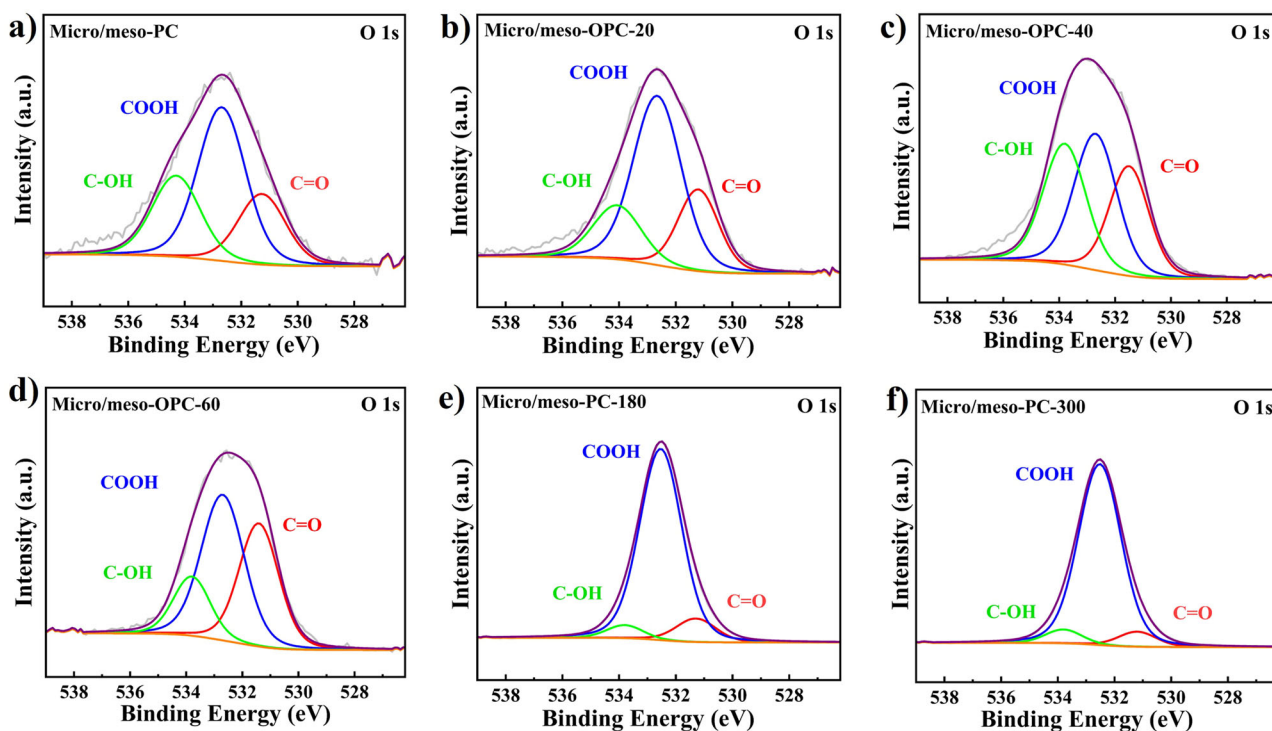 a)
Micro/meso-PC
O 1s
COOH
C-OH
C=O
Intensity (a.u.)
538 536 534 532 530 528
Binding Energy (eV)
b)
Micro/meso-OPC-20
O 1s
COOH
C-OH
C=O
Intensity (a.u.)
538 536 534 532 530 528
Binding Energy (eV)
c)
Micro/meso-OPC-40
O 1s
COOH
C-OH
C=O
Intensity (a.u.)
538 536 534 532 530 528
Binding Energy (eV)
d)
Micro/meso-OPC-60
O 1s
COOH
C=O
C-OH
Intensity (a.u.)
538 536 534 532 530 528
Binding Energy (eV)
e)
Micro/meso-PC-180
O 1s
COOH
C-OH
C=O
Intensity (a.u.)
538 536 534 532 530 528
Binding Energy (eV)
f)
Micro/meso-PC-300
O 1s
COOH
C-OH
C=O
Intensity (a.u.)
538 536 534 532 530 528
Binding Energy (eV)